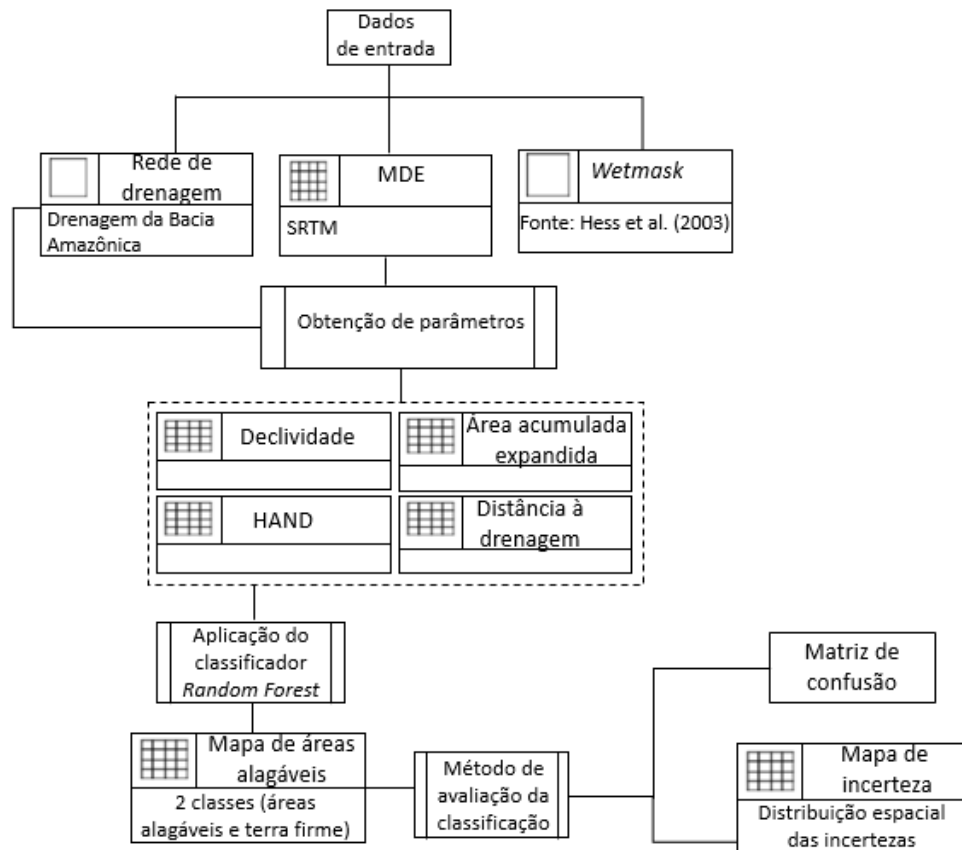 Dados
de entrada
Rede de
drenagem
Drenagem da Bacia
Amazônica
MDE
SRTM
Wetmask
Fonte: Hess et al. (2003)
Obtenção de parâmetros
Declividade
Área acumulada
expandida
HAND
Distância à
drenagem
Aplicação do
classificador
Random Forest
Mapa de áreas
alagáveis
2 classes (áreas
alagáveis e terra firme)
Método de
avaliação da
classificação
Matriz de
confusão
Mapa de
incerteza
Distribuição espacial
das incertezas